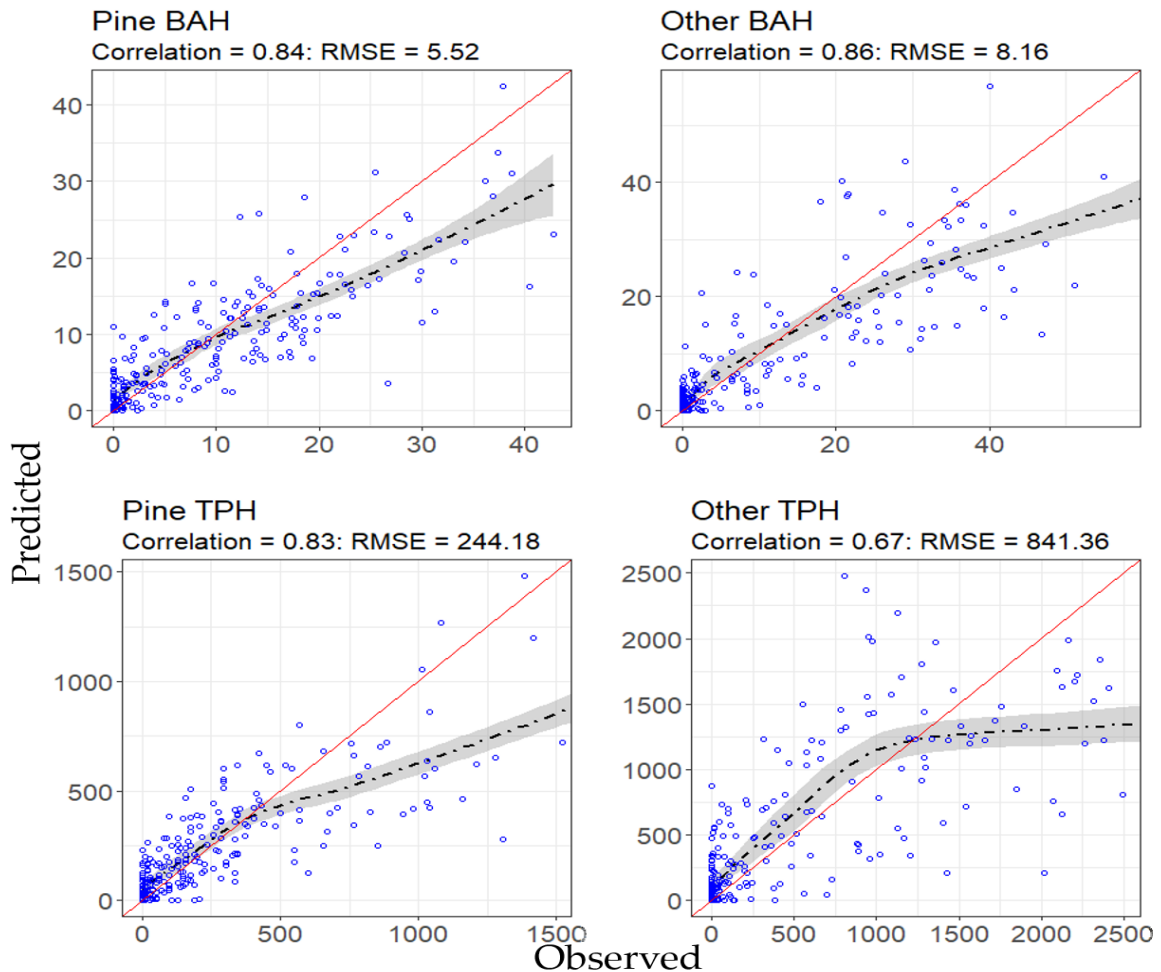 Pine BAH
Correlation = 0.84: RMSE = 5.52
40
30
20
10
0
0 10 20 30 40
Other BAH
Correlation = 0.86: RMSE = 8.16
40
20
0
0 20 40
Predicted
Pine TPH
Correlation = 0.83: RMSE = 244.18
1500
1000
500
0
0 500 1000 1500
Other TPH
Correlation = 0.67: RMSE = 841.36
2500
2000
1500
1000
500
0
0 500 1000 1500 2000 2500
Observed